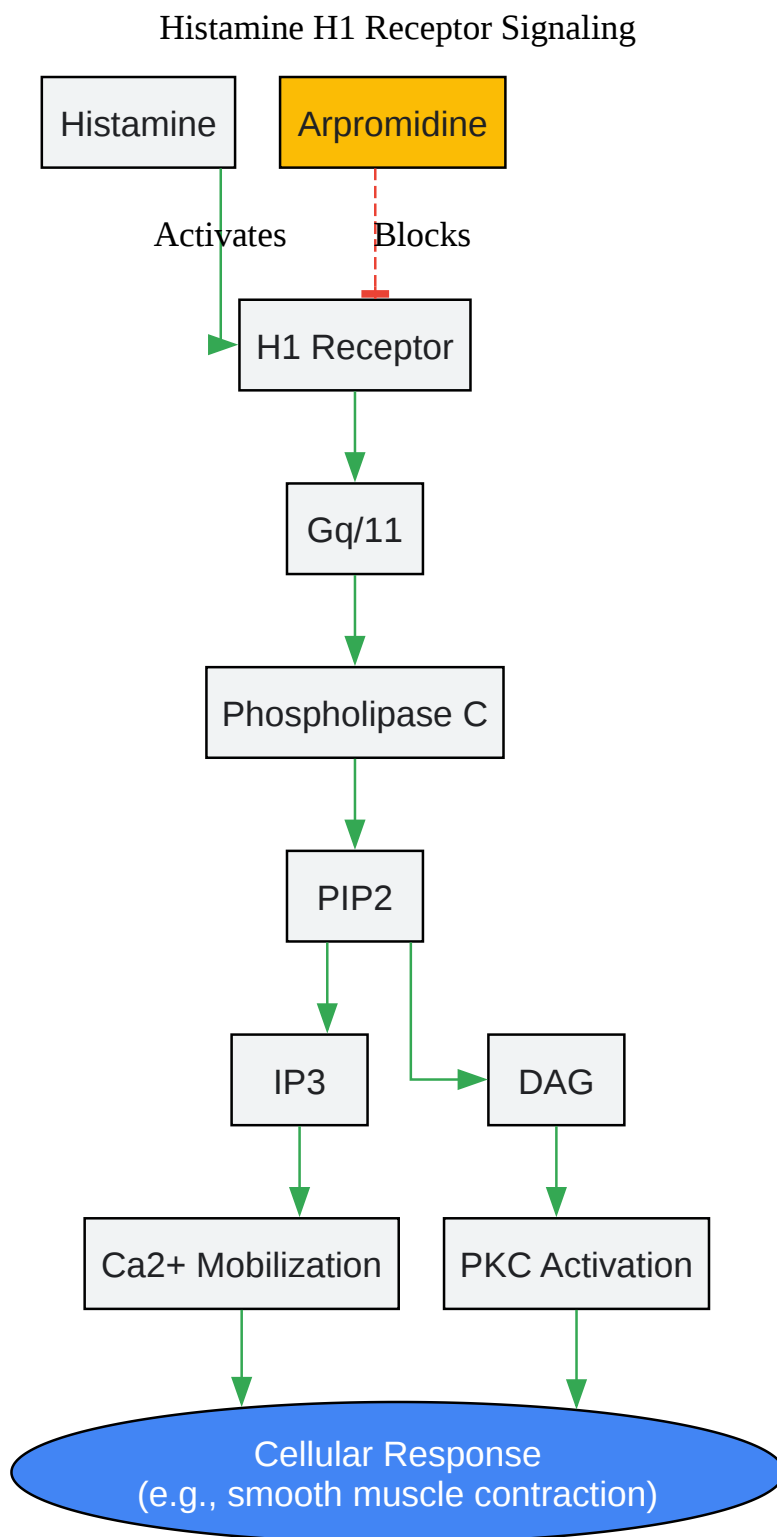 Histamine H1 Receptor Signaling
Histamine
Arpromidine
Activates
Blocks
H1 Receptor
Gq/11
Phospholipase C
PIP2
IP3
DAG
Ca2+ Mobilization
PKC Activation
Cellular Response
(e.g., smooth muscle contraction)